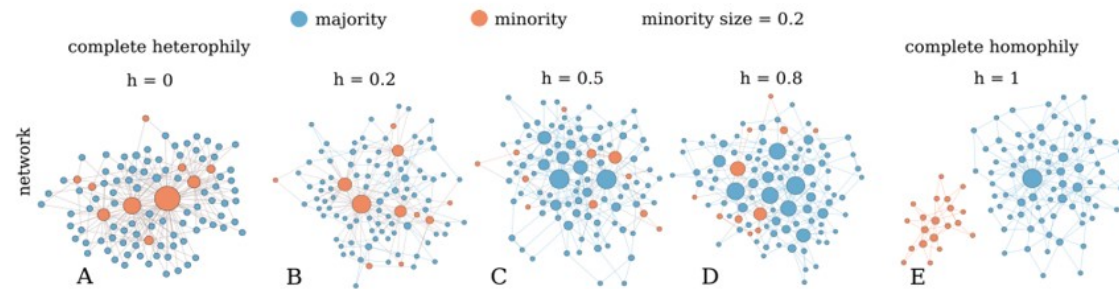 majority minority minority size = 0.2
complete heterophily complete homophily
h = 0 h = 0.2 h = 0.5 h = 0.8 h = 1
network
A B C D E